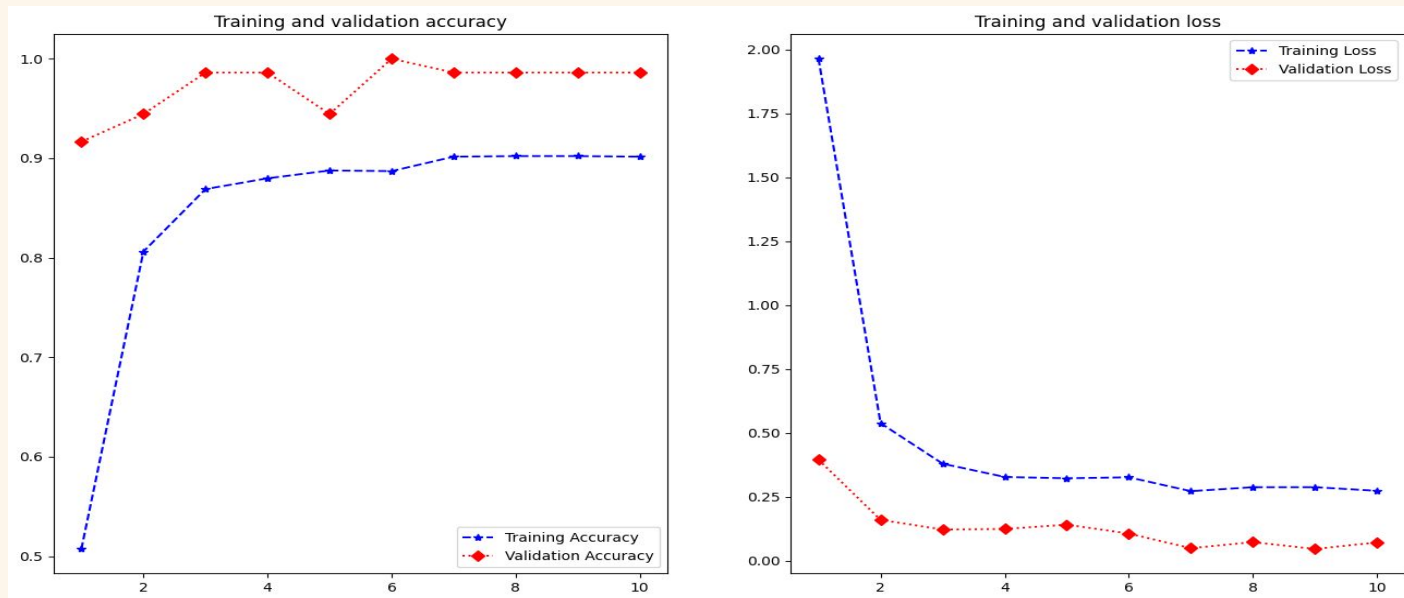 Training and validation accuracy
1.0
0.9
0.8
0.7
0.6
0.5
Training Accuracy
Validation Accuracy
2 4 6 8 10
Training and validation loss
2.00
1.75
1.50
1.25
1.00
0.75
0.50
0.25
0.00
Training Loss
Validation Loss
2 4 6 8 10